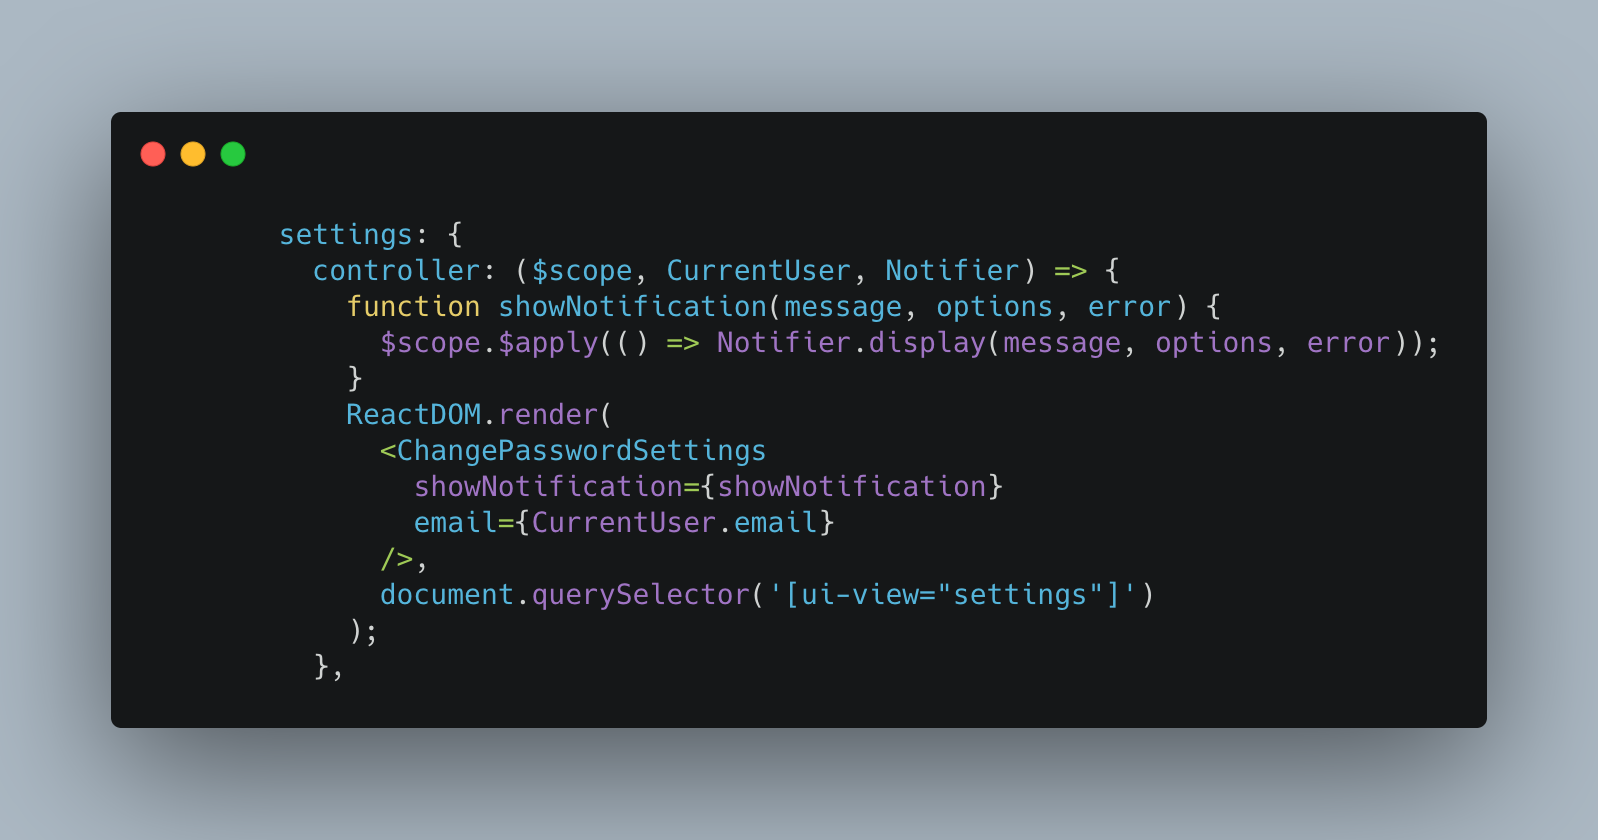 settings: {
  controller: ($scope, CurrentUser, Notifier) => {
    function showNotification(message, options, error) {
      $scope.$apply(() => Notifier.display(message, options, error));
    }
    ReactDOM.render(
      <ChangePasswordSettings
        showNotification={showNotification}
        email={CurrentUser.email}
      />,
      document.querySelector('[ui-view="settings"]')
    );
  },